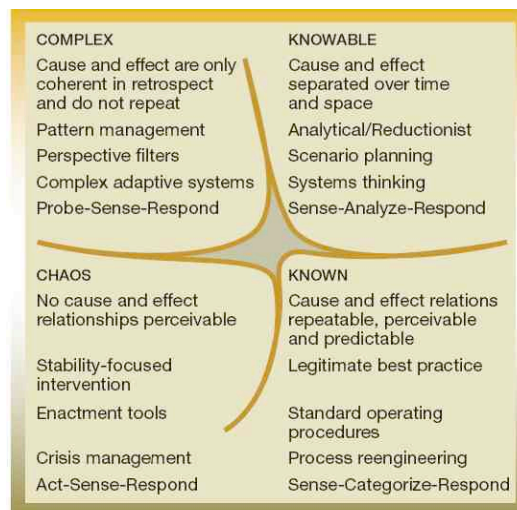 COMPLEX
Cause and effect are only
coherent in retrospect
and do not repeat
Pattern management
Perspective filters
Complex adaptive systems
Probe-Sense-Respond
KNOWABLE
Cause and effect
separated over time
and space
Analytical/Reductionist
Scenario planning
Systems thinking
Sense-Analyze-Respond
CHAOS
No cause and effect
relationships perceivable
Stability-focused
intervention
Enactment tools
Crisis management
Act-Sense-Respond
KNOWN
Cause and effect relations
repeatable, perceivable
and predictable
Legitimate best practice
Standard operating
procedures
Process reengineering
Sense-Categorize-Respond